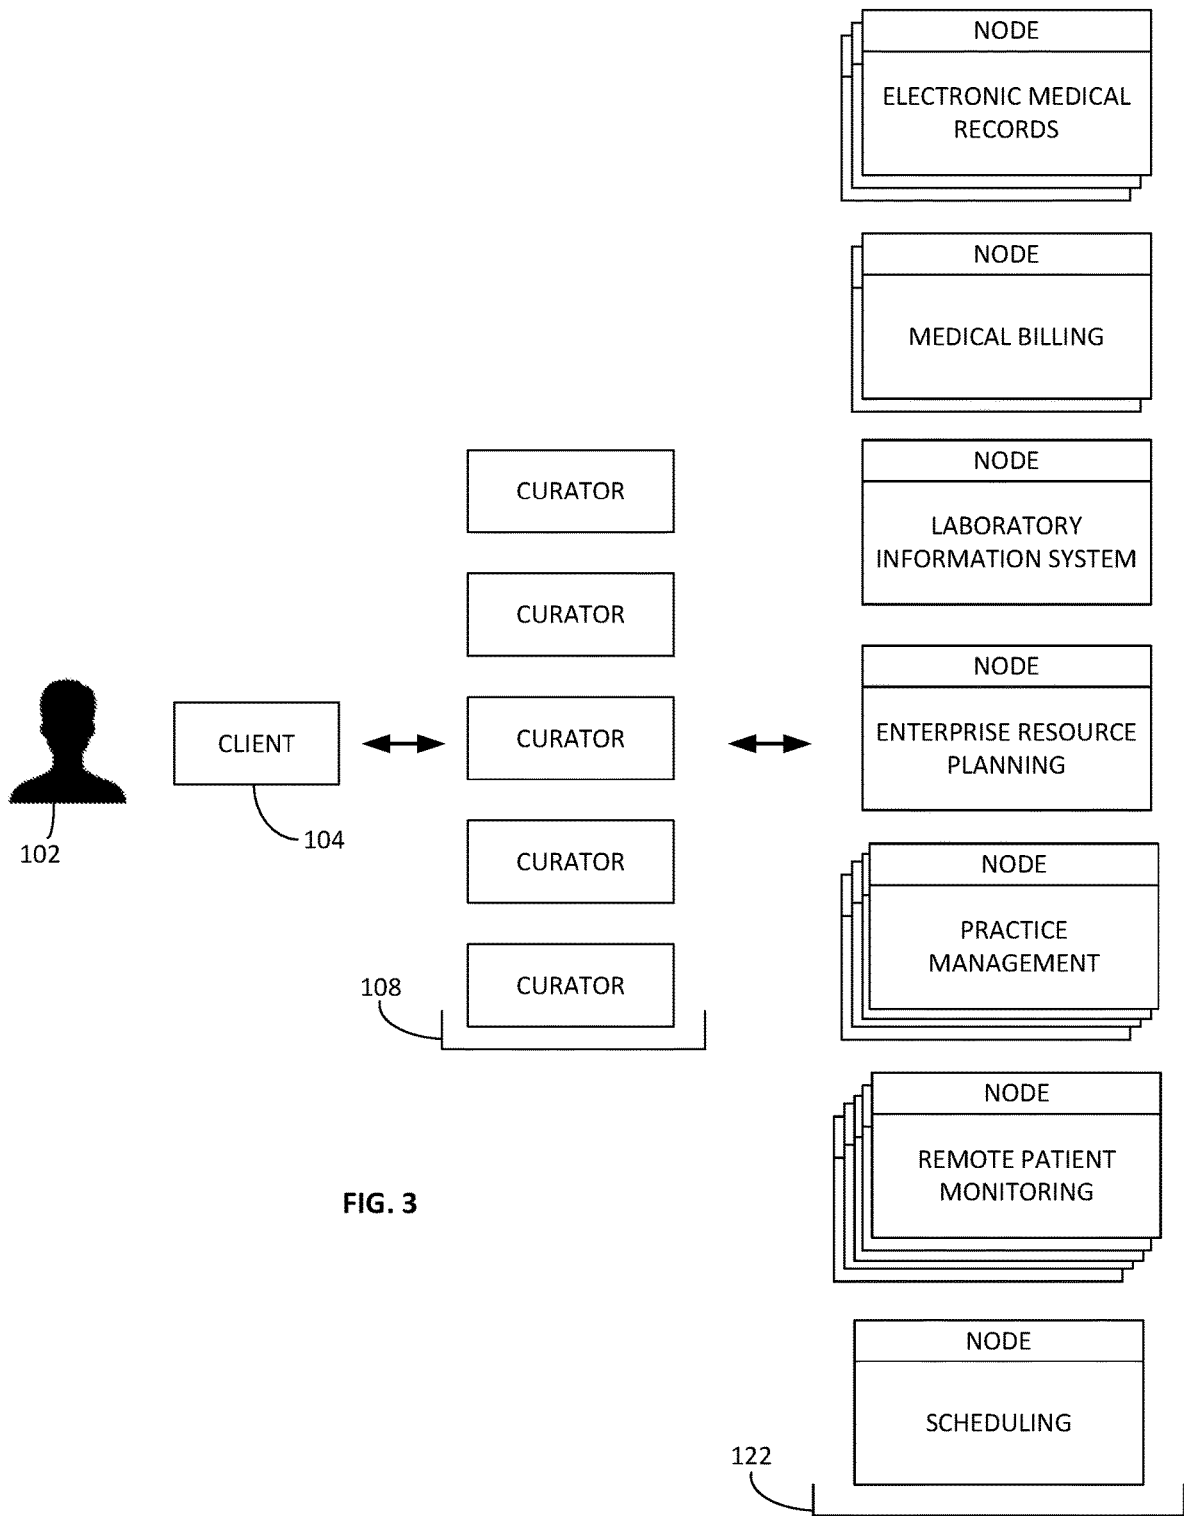 NODE
ELECTRONIC MEDICAL
RECORDS
NODE
MEDICAL BILLING
NODE
LABORATORY
INFORMATION SYSTEM
NODE
ENTERPRISE RESOURCE
PLANNING
NODE
PRACTICE
MANAGEMENT
NODE
REMOTE PATIENT
MONITORING
NODE
SCHEDULING
122
CURATOR
CURATOR
CURATOR
CURATOR
CURATOR
108
CLIENT
104
102
FIG. 3